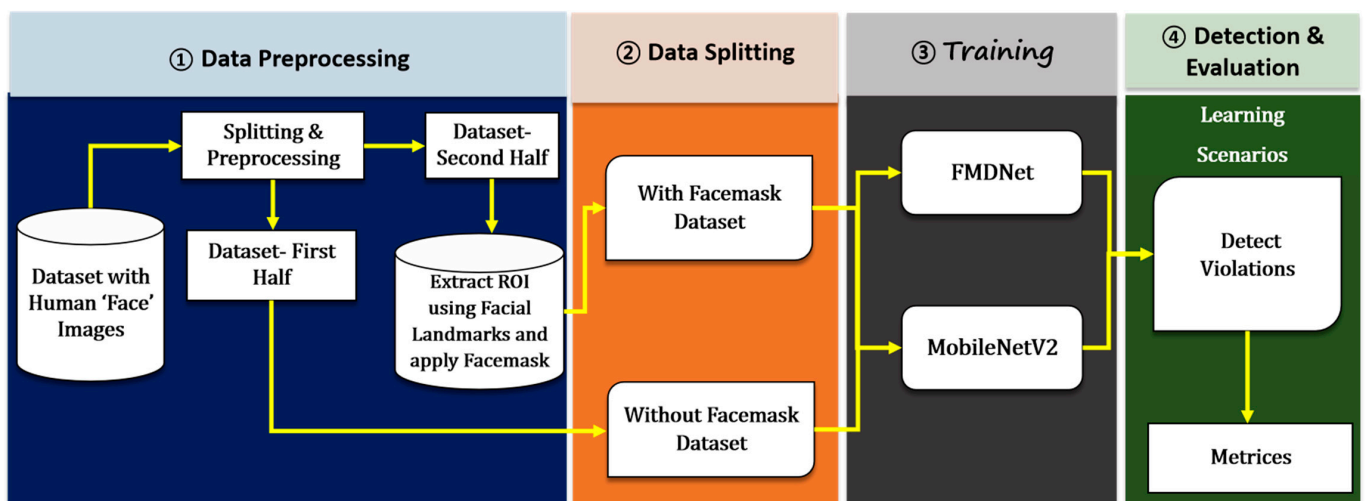 ① Data Preprocessing
② Data Splitting
③ Training
④ Detection &
Evaluation
Splitting &
Preprocessing
Dataset-
Second Half
Dataset with
Human ‘Face’
Images
Dataset- First
Half
Extract ROI
using Facial
Landmarks and
apply Facemask
With Facemask
Dataset
Without Facemask
Dataset
FMDNet
MobileNetV2
Learning
Scenarios
Detect
Violations
Metrices